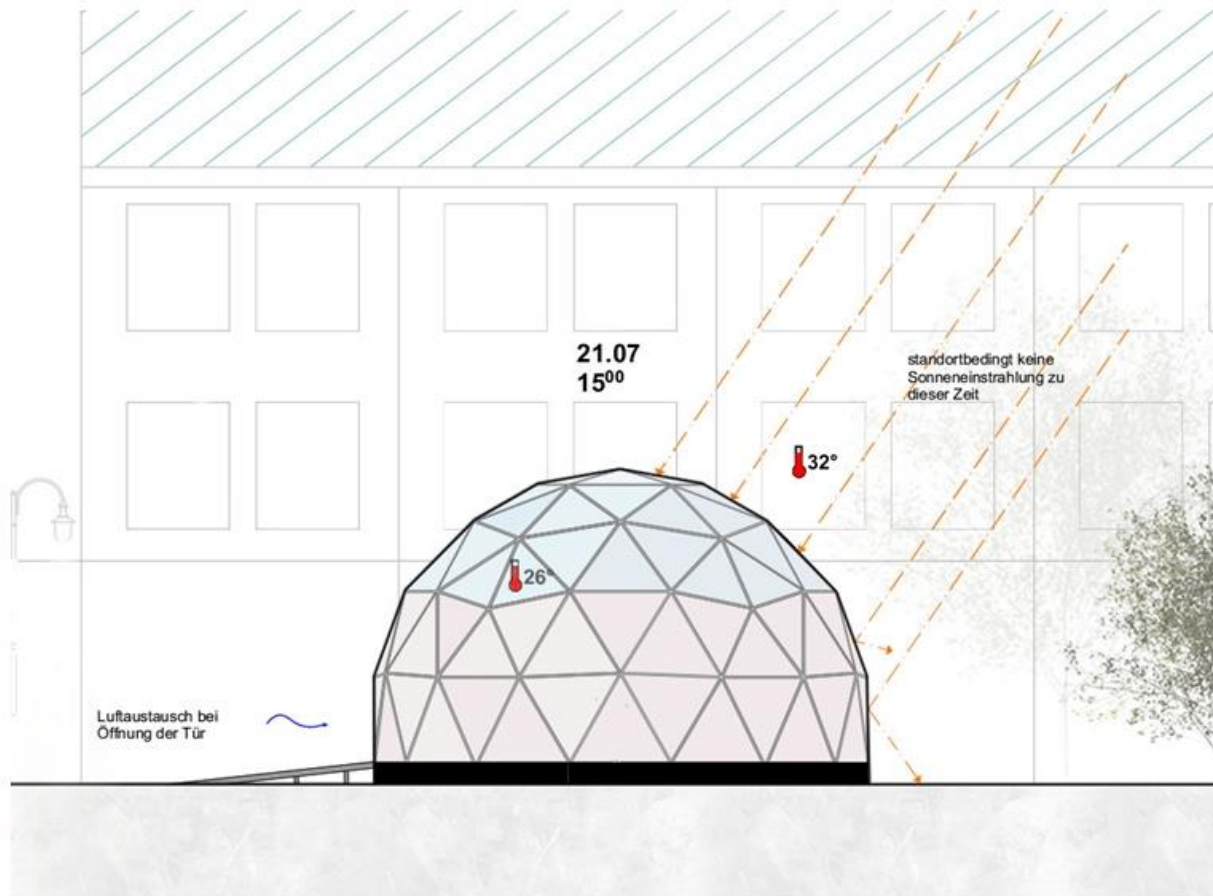 21.07
15⁰⁰
standortbedingt keine
Sonneneinstrahlung zu
dieser Zeit
32°
26°
Luftaustausch bei
Öffnung der Tür